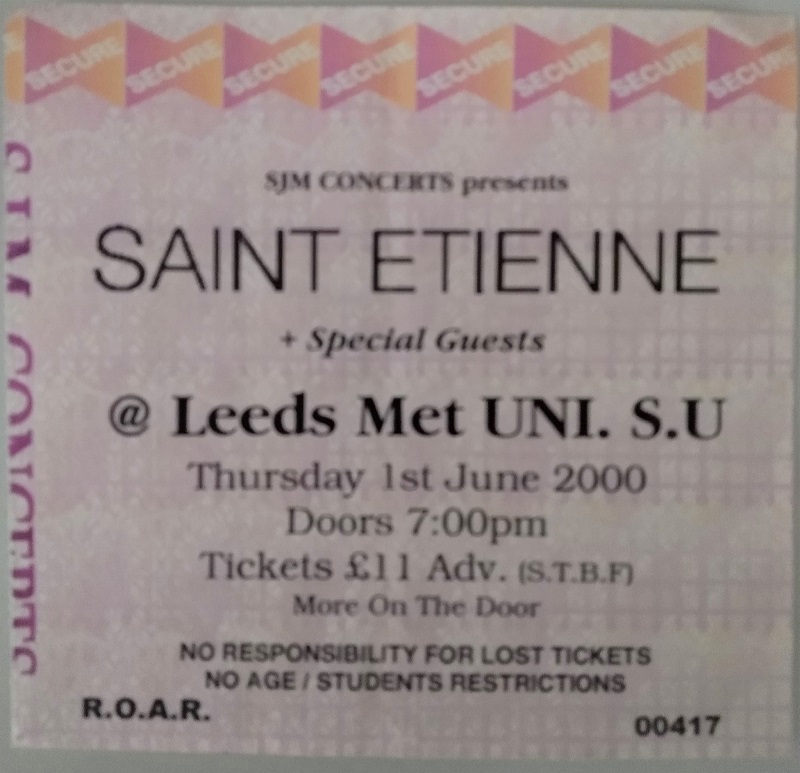 SECURE SECURE SECURE SECURE SECURE SECURE SECURE SECURE
SJM CONCERTS
SJM CONCERTS presents
SAINT ETIENNE
+ Special Guests
@ Leeds Met UNI. S.U
Thursday 1st June 2000
Doors 7:00pm
Tickets £11 Adv. (S.T.B.F)
More On The Door
NO RESPONSIBILITY FOR LOST TICKETS
NO AGE / STUDENTS RESTRICTIONS
R.O.A.R.
00417